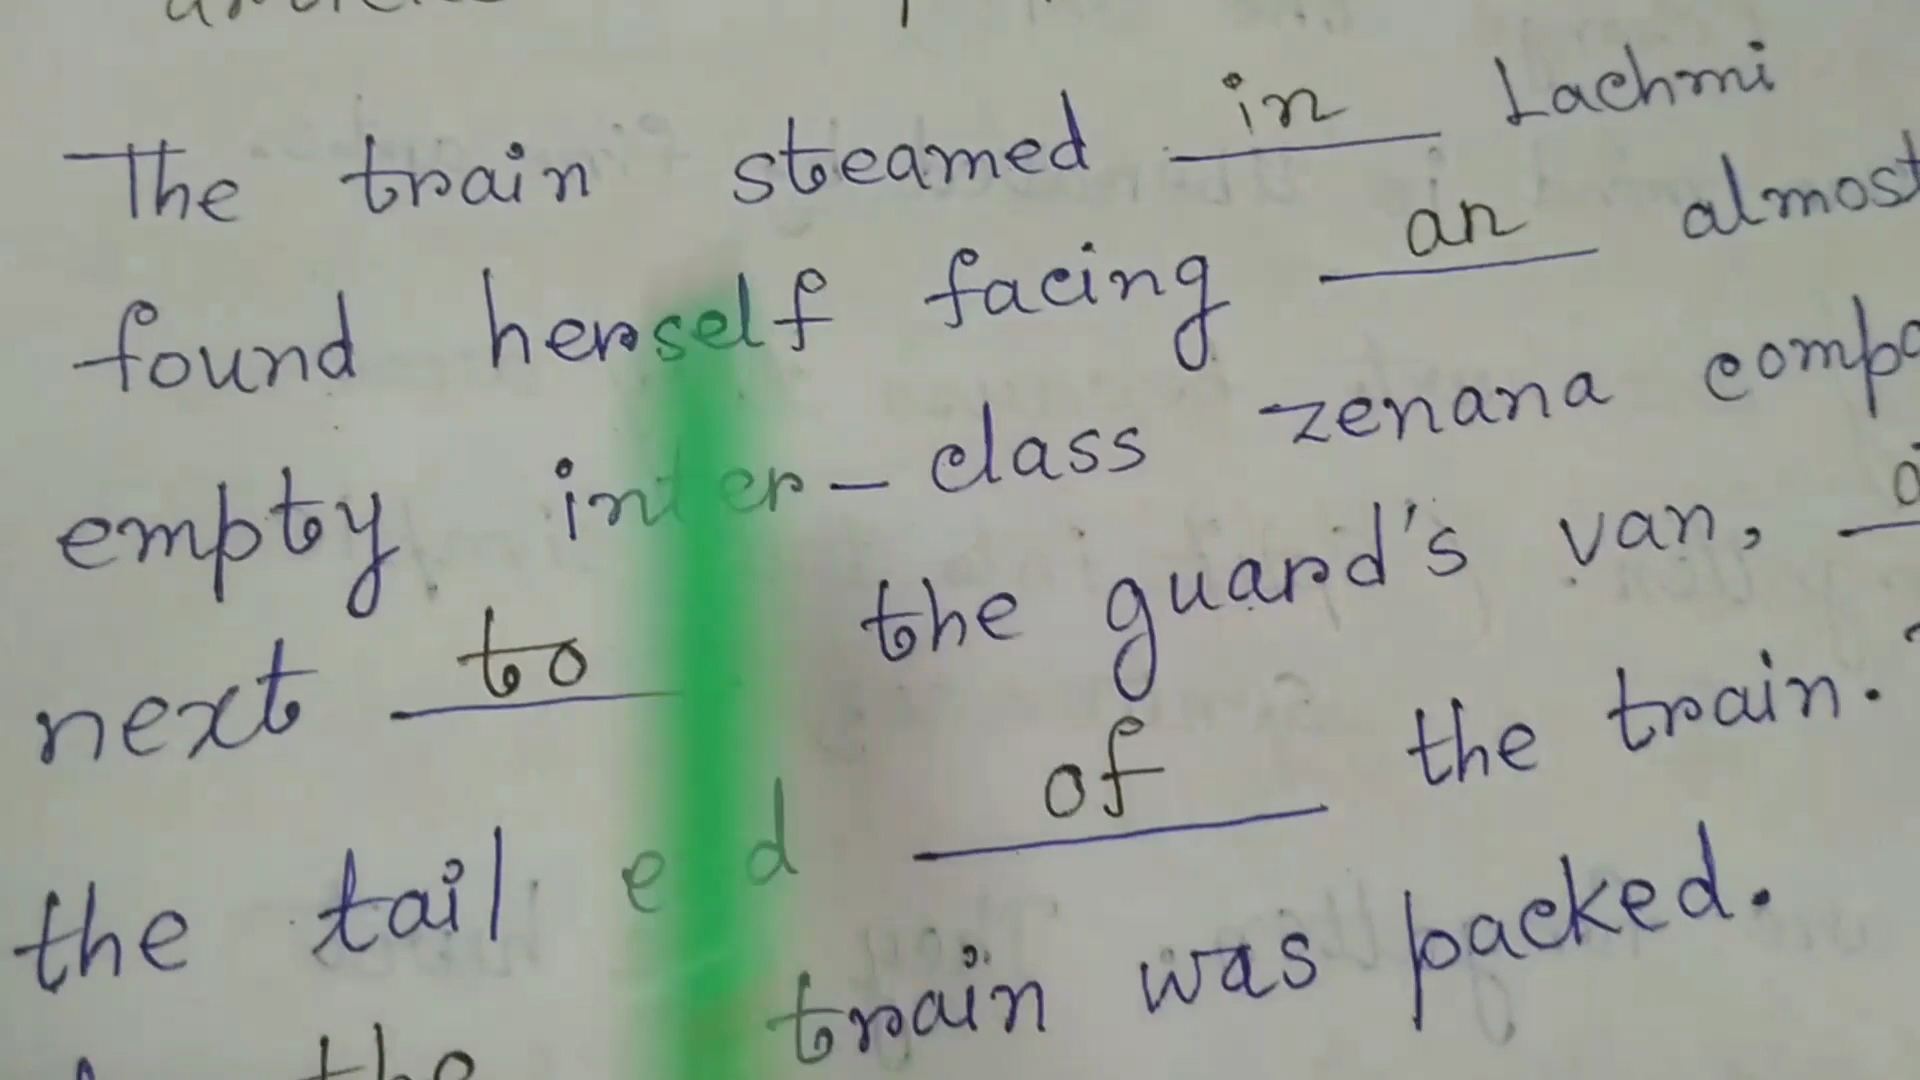 The train steamed in Lachmi
found herself facing an almost
empty inter-class zenana
next to the guard's van,
the tail end of the train.
train was packed.
the